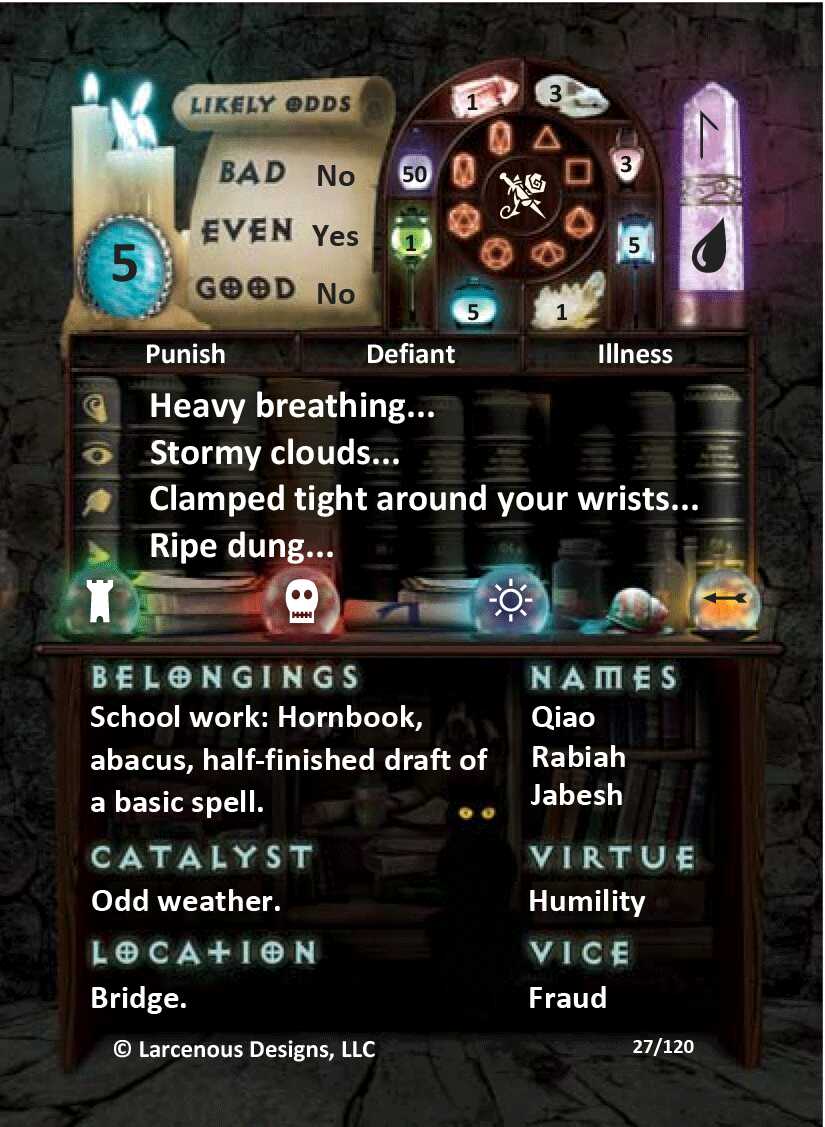 LIKELY ODDS
BAD No
EVEN Yes
GOOD No
5
1
3
50
3
1
5
5
1
ᛚ
Punish Defiant Illness
Heavy breathing...
Stormy clouds...
Clamped tight around your wrists...
Ripe dung...
BELONGINGS
School work: Hornbook,
abacus, half-finished draft of
a basic spell.
NAMES
Qiao
Rabiah
Jabesh
CATALYST
Odd weather.
VIRTUE
Humility
LOCATION
Bridge.
VICE
Fraud
© Larcenous Designs, LLC
27/120